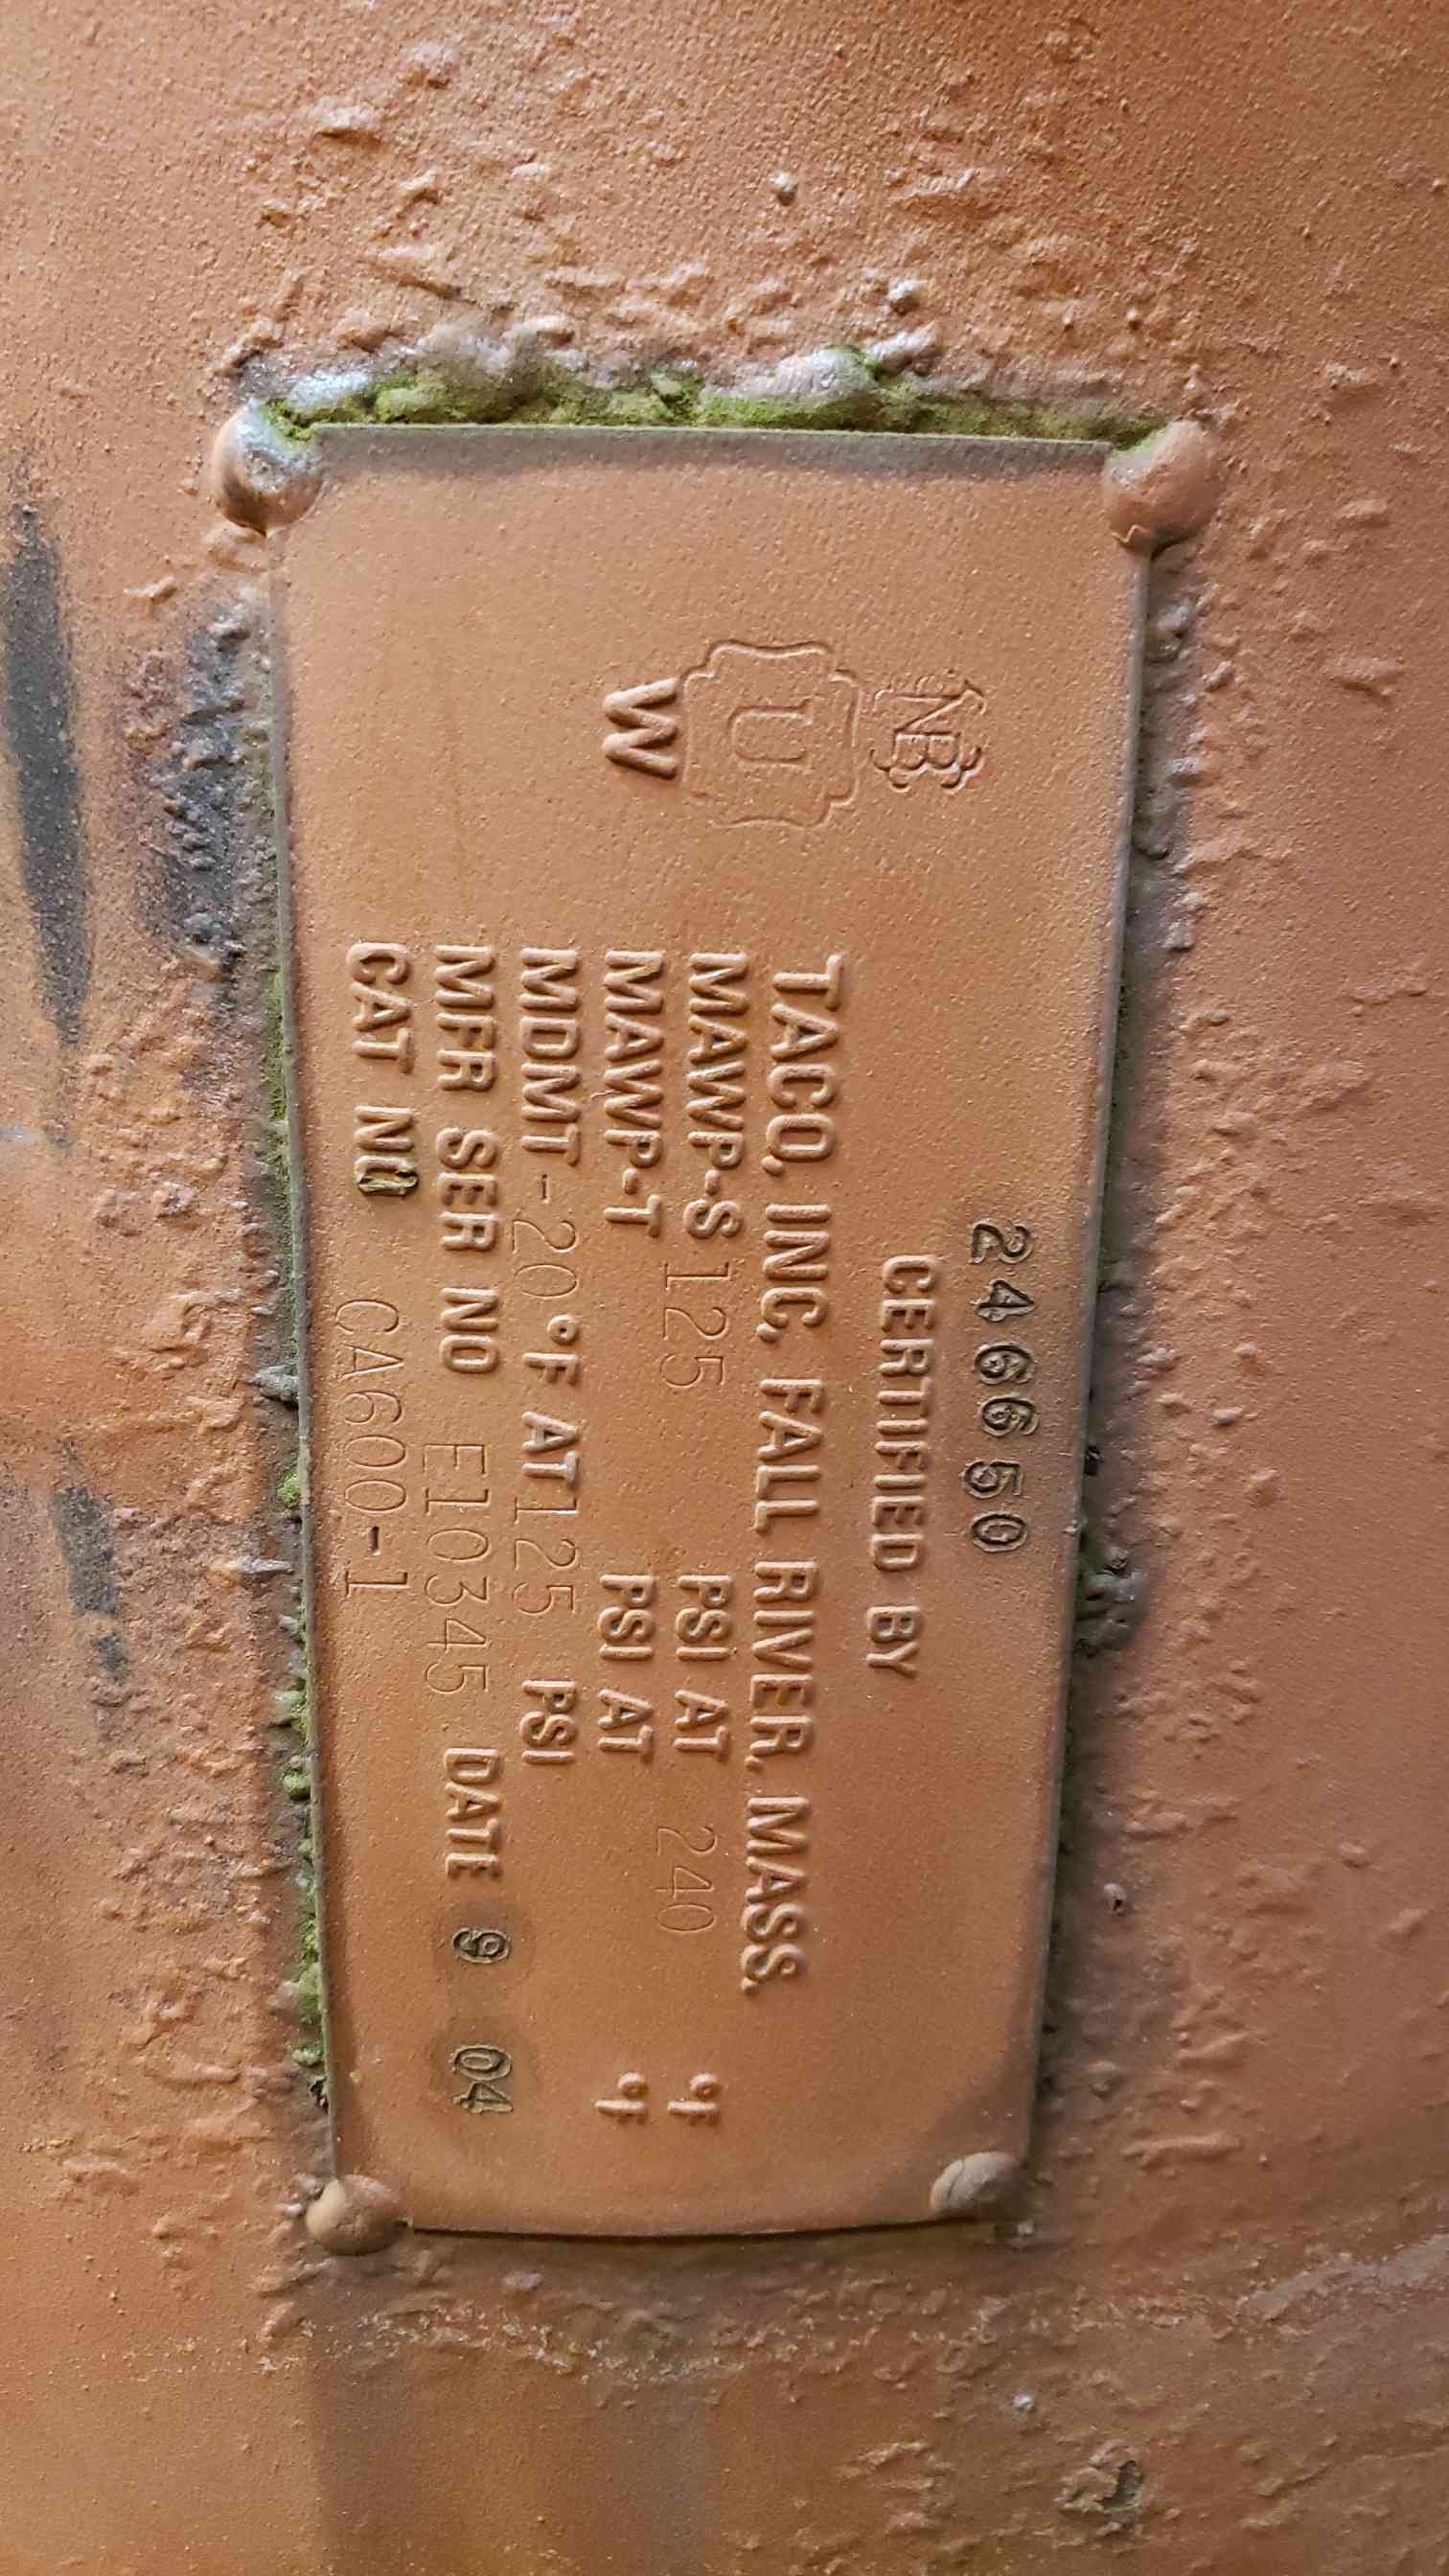 246650
CERTIFIED BY
TACO, INC, FALL RIVER, MASS,
MAWP-S 125 PSI AT 240 °F
MAWP-T PSI AT °F
MDMT -20 °F AT 125 PSI
MFR SER NO E10345 DATE 9 04
CAT NO CA600-1
NB
U
W